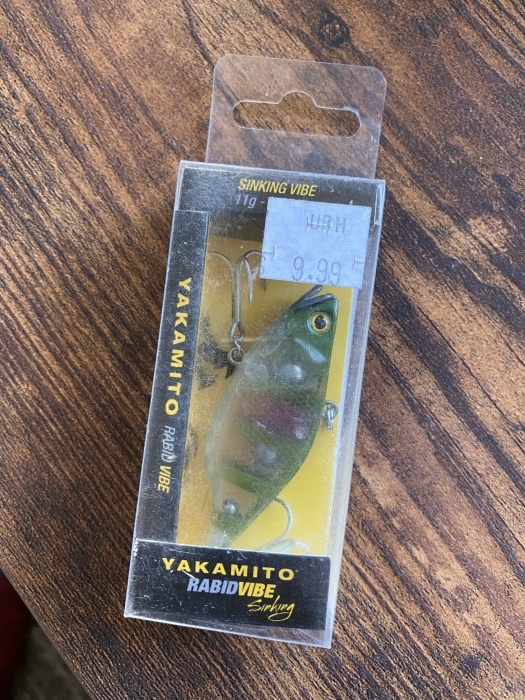 SINKING VIBE
11g -
URH
9.99
YAKAMITO RABID VIBE
YAKAMITO®
RABIDVIBE
Sinking